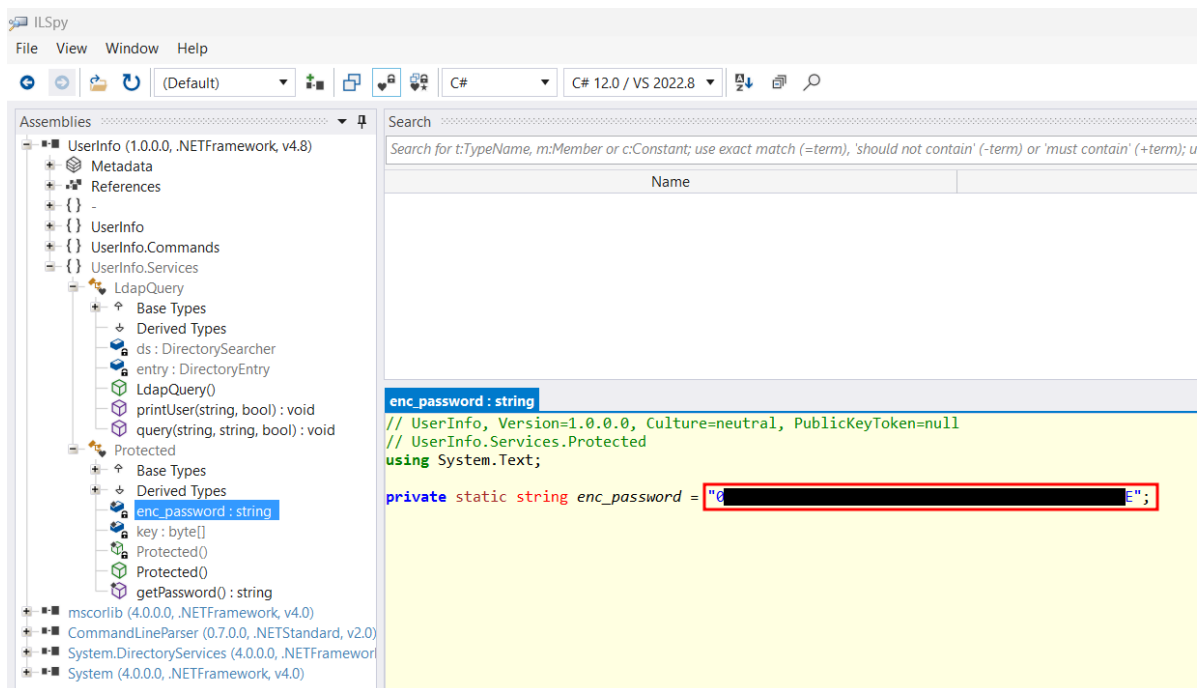 ILSpy
File View Window Help
(Default) C# C# 12.0 / VS 2022.8
Assemblies
UserInfo (1.0.0.0, .NETFramework, v4.8)
Metadata
References
{ } -
{ } UserInfo
{ } UserInfo.Commands
{ } UserInfo.Services
LdapQuery
Base Types
Derived Types
ds : DirectorySearcher
entry : DirectoryEntry
LdapQuery()
printUser(string, bool) : void
query(string, string, bool) : void
Protected
Base Types
Derived Types
enc_password : string
key : byte[]
Protected()
Protected()
getPassword() : string
mscorlib (4.0.0.0, .NETFramework, v4.0)
CommandLineParser (0.7.0.0, .NETStandard, v2.0)
System.DirectoryServices (4.0.0.0, .NETFramewor
System (4.0.0.0, .NETFramework, v4.0)
Search
Search for t:TypeName, m:Member or c:Constant; use exact match (=term), 'should not contain' (-term) or 'must contain' (+term); u
Name
enc_password : string
// UserInfo, Version=1.0.0.0, Culture=neutral, PublicKeyToken=null
// UserInfo.Services.Protected
using System.Text;
private static string enc_password = "0 E";